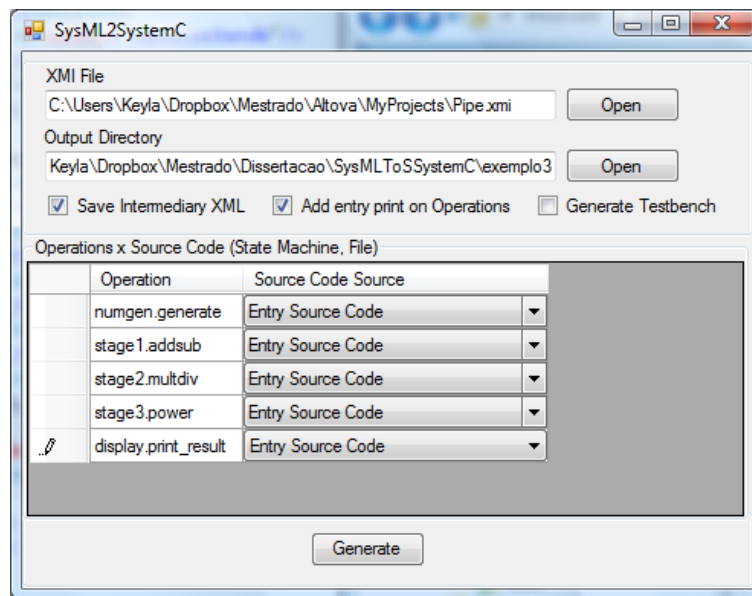 SysML2SystemC
XMI File
C:\Users\Keyla\Dropbox\Mestrado\Altova\MyProjects\Pipe.xmi Open
Output Directory
Keyla\Dropbox\Mestrado\Dissertacao\SysMLToSSystemC\exemplo3 Open
Save Intermediary XML Add entry print on Operations Generate Testbench
Operations x Source Code (State Machine, File)
Operation Source Code Source
numgen.generate Entry Source Code
stage1.addsub Entry Source Code
stage2.multdiv Entry Source Code
stage3.power Entry Source Code
display.print_result Entry Source Code
Generate